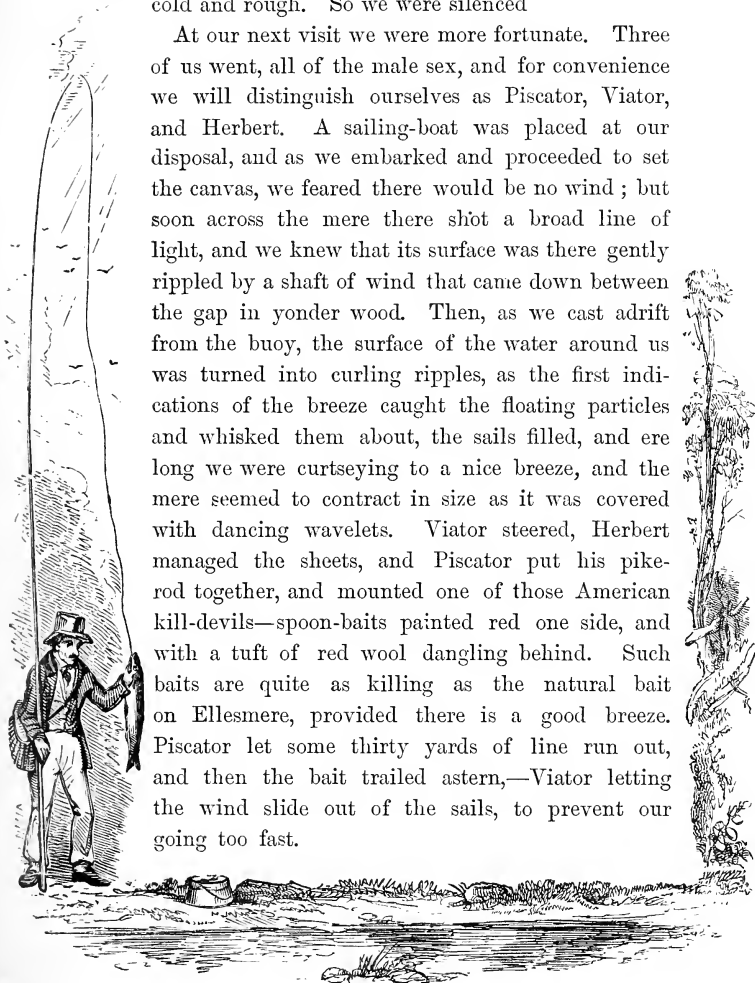 cold and rough. So we were silenced
At our next visit we were more fortunate. Three
of us went, all of the male sex, and for convenience
we will distinguish ourselves as Piscator, Viator,
and Herbert. A sailing-boat was placed at our
disposal, and as we embarked and proceeded to set
the canvas, we feared there would be no wind ; but
soon across the mere there shot a broad line of
light, and we knew that its surface was there gently
rippled by a shaft of wind that came down between
the gap in yonder wood. Then, as we cast adrift
from the buoy, the surface of the water around us
was turned into curling ripples, as the first indi-
cations of the breeze caught the floating particles
and whisked them about, the sails filled, and ere
long we were curtseying to a nice breeze, and the
mere seemed to contract in size as it was covered
with dancing wavelets. Viator steered, Herbert
managed the sheets, and Piscator put his pike-
rod together, and mounted one of those American
kill-devils—spoon-baits painted red one side, and
with a tuft of red wool dangling behind. Such
baits are quite as killing as the natural bait
on Ellesmere, provided there is a good breeze.
Piscator let some thirty yards of line run out,
and then the bait trailed astern,—Viator letting
the wind slide out of the sails, to prevent our
going too fast.